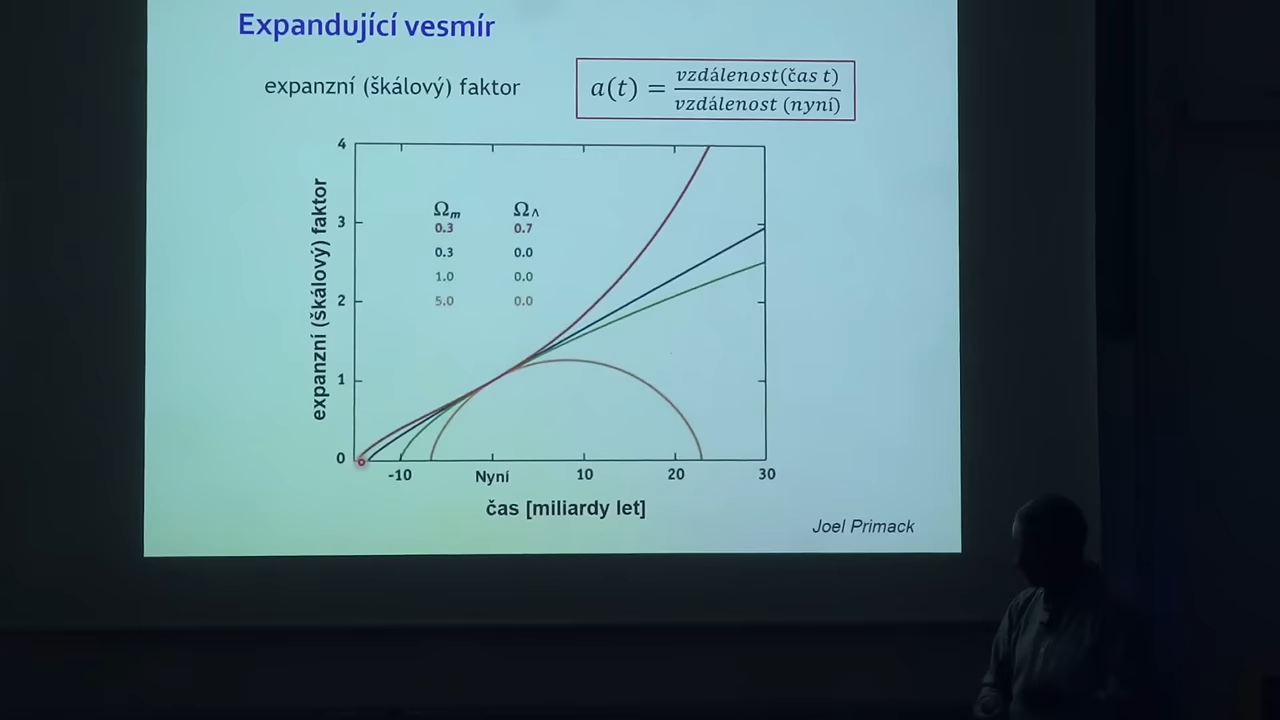 Expandující vesmír
expanzní (škálový) faktor
a(t) = vzdálenost(čas t) / vzdálenost (nyní)
4
3
2
1
0
expanzní (škálový) faktor
Ωm ΩΛ
0.3 0.7
0.3 0.0
1.0 0.0
5.0 0.0
-10 Nyní 10 20 30
čas [miliardy let]
Joel Primack